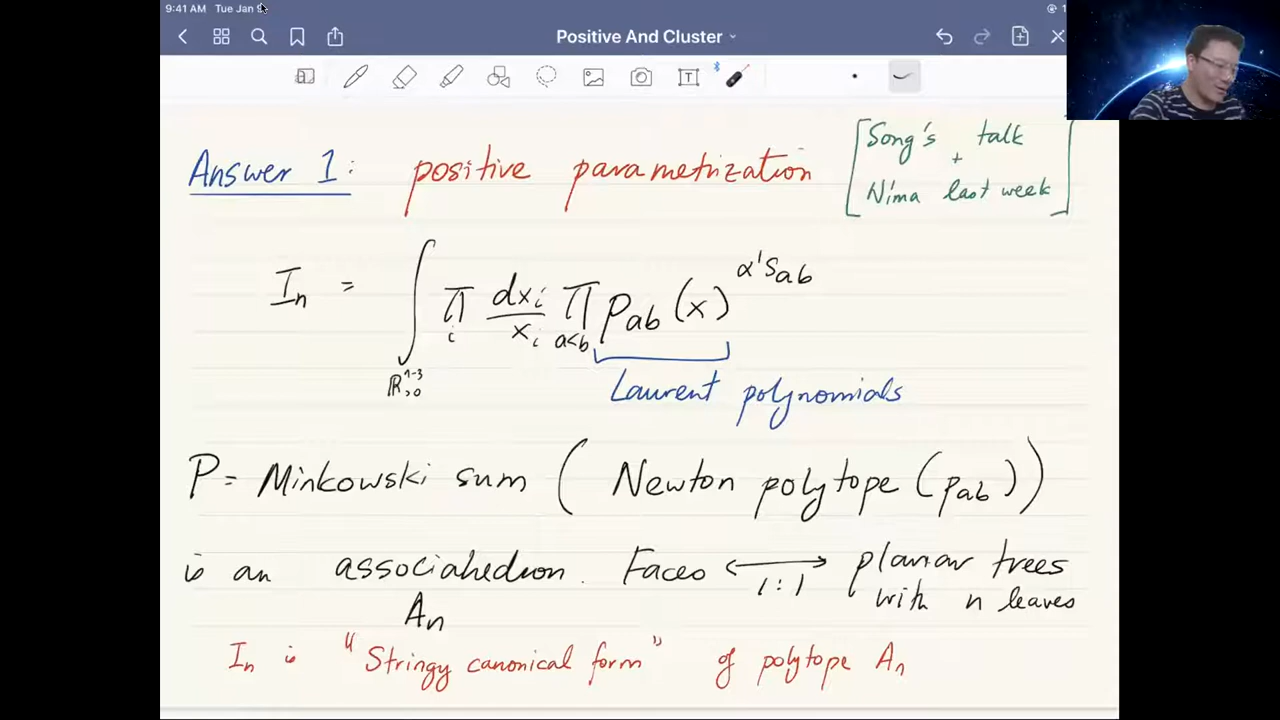 9:41 AM Tue Jan 9
Positive And Cluster
Answer 1: positive parametrization
[Song's talk
+
Nima last week]
I_n = ∫_{ℝ^{n-3}_{>0}} ∏_i dx_i/x_i ∏_{a<b} p_ab(x)^{α's_ab}
Laurent polynomials
P = Minkowski sum ( Newton polytope (p_ab) )
is an associahedron. Faces ⟷ planar trees
1:1 with n leaves
A_n
I_n is "Stringy canonical form" of polytope A_n